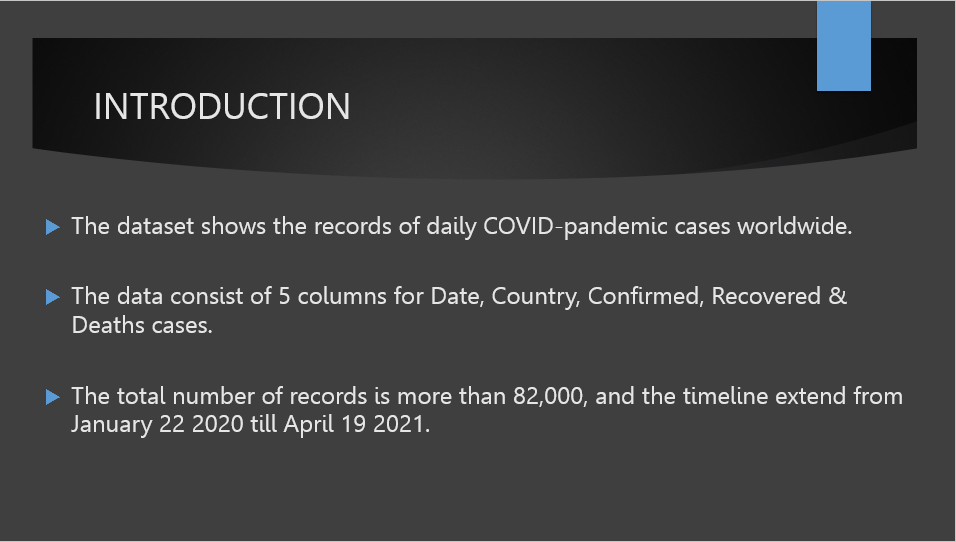 INTRODUCTION
The dataset shows the records of daily COVID-pandemic cases worldwide.
The data consist of 5 columns for Date, Country, Confirmed, Recovered &
Deaths cases.
The total number of records is more than 82,000, and the timeline extend from
January 22 2020 till April 19 2021.